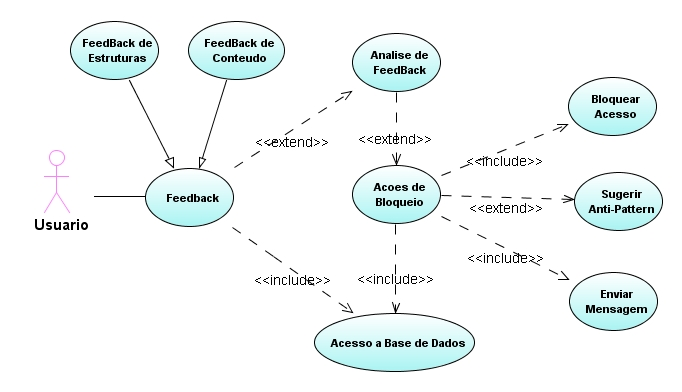 FeedBack de
Estruturas
FeedBack de
Conteudo
Analise de
FeedBack
Bloquear
Acesso
<<extend>>
<<extend>>
<<include>>
Usuario
Feedback
Acoes de
Bloqueio
<<extend>>
Sugerir
Anti-Pattern
<<include>>
<<include>>
<<include>>
Enviar
Mensagem
Acesso a Base de Dados